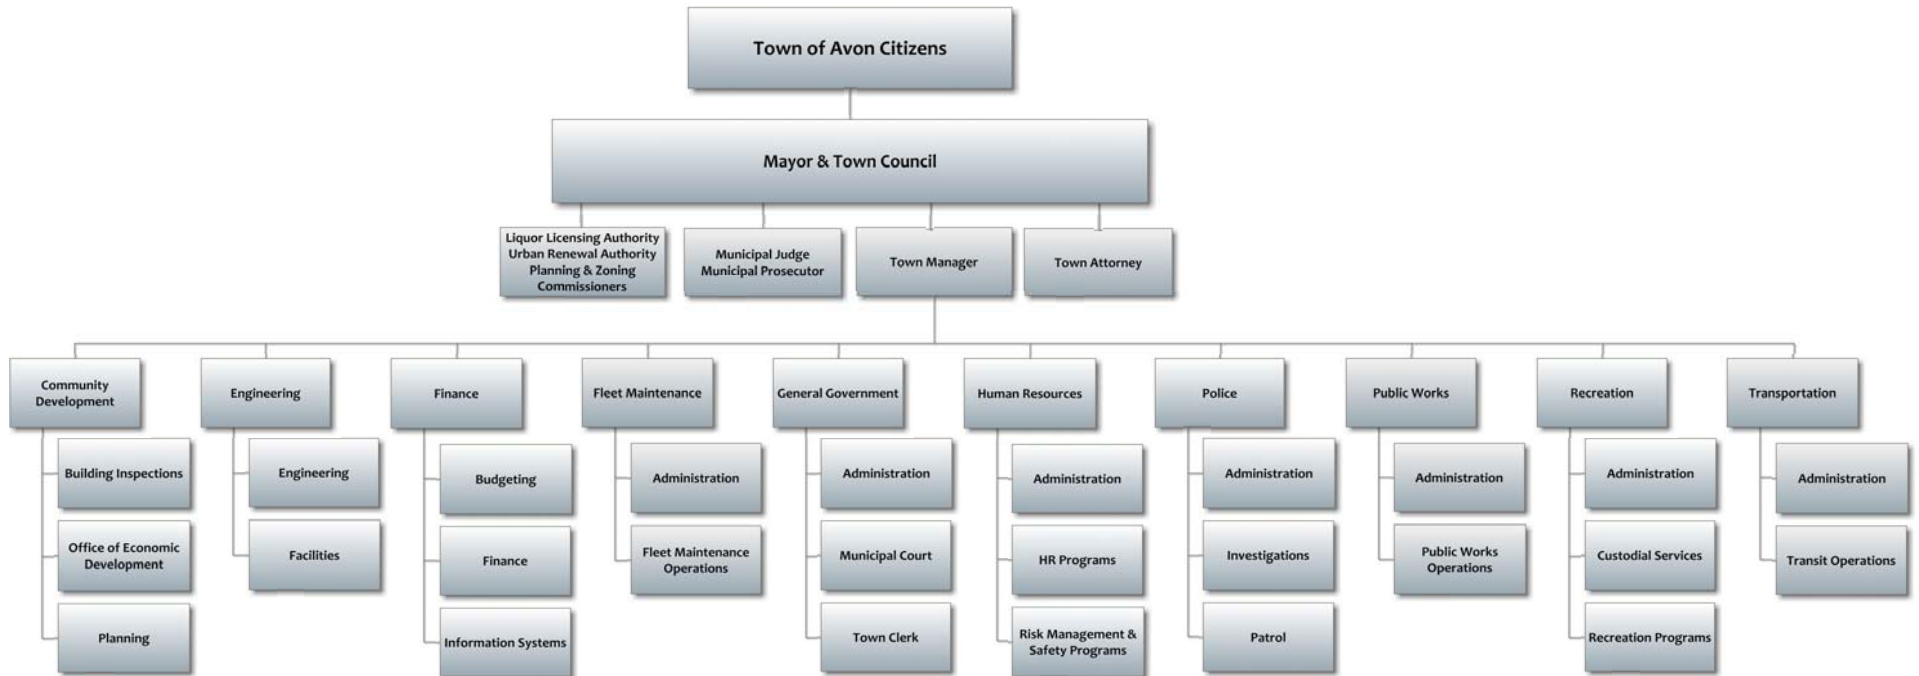 Town of Avon Citizens
Mayor & Town Council
Liquor Licensing Authority
Urban Renewal Authority
Planning & Zoning
Commissioners
Municipal Judge
Municipal Prosecutor
Town Manager
Town Attorney
Community
Development
Engineering
Finance
Fleet Maintenance
General Government
Human Resources
Police
Public Works
Recreation
Transportation
Building Inspections
Office of Economic
Development
Planning
Engineering
Facilities
Budgeting
Finance
Information Systems
Administration
Fleet Maintenance
Operations
Administration
Municipal Court
Town Clerk
Administration
HR Programs
Risk Management &
Safety Programs
Administration
Investigations
Patrol
Administration
Public Works
Operations
Administration
Custodial Services
Recreation Programs
Administration
Transit Operations